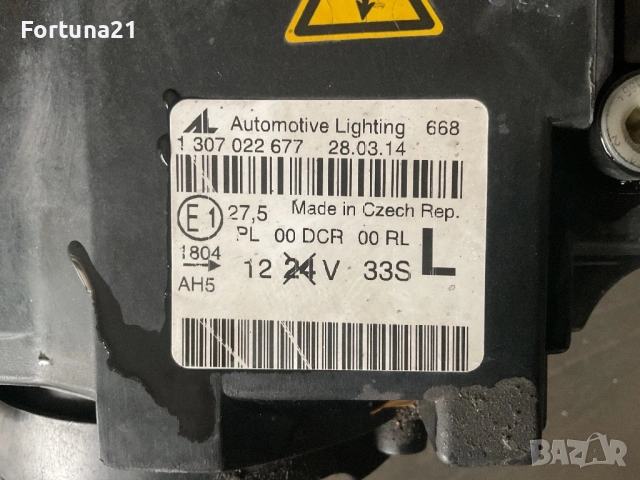 Fortuna21
AL Automotive Lighting 668
1 307 022 677 28.03.14
E1 27,5 Made in Czech Rep.
PL 00 DCR 00 RL L
1804 12 24 V 33S
AH5
BAZAR